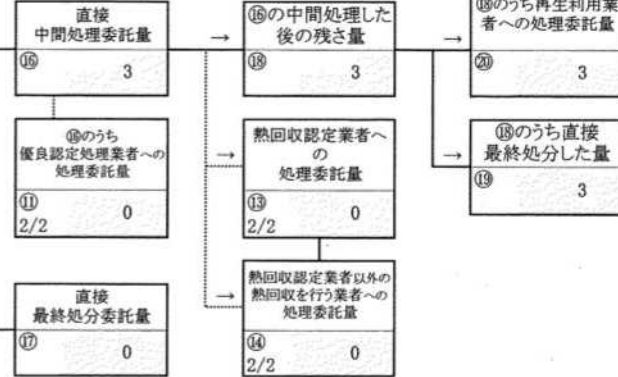 直接
中間処理委託量
⑯
3
→
⑯の中間処理した
後の残さ量
⑱
3
→
⑱のうち再生利用業
者への処理委託量
⑳
3
⑯のうち
優良認定処理業者への
処理委託量
⑪
2/2
0
→
熱回収認定業者へ
の
処理委託量
⑬
2/2
0
→
⑱のうち直接
最終処分した量
⑲
3
直接
最終処分委託量
⑰
0
→
熱回収認定業者以外の
熱回収を行う業者への
処理委託量
⑭
2/2
0